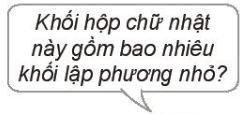 Khối hộp chữ nhật
này gồm bao nhiêu
khối lập phương nhỏ?